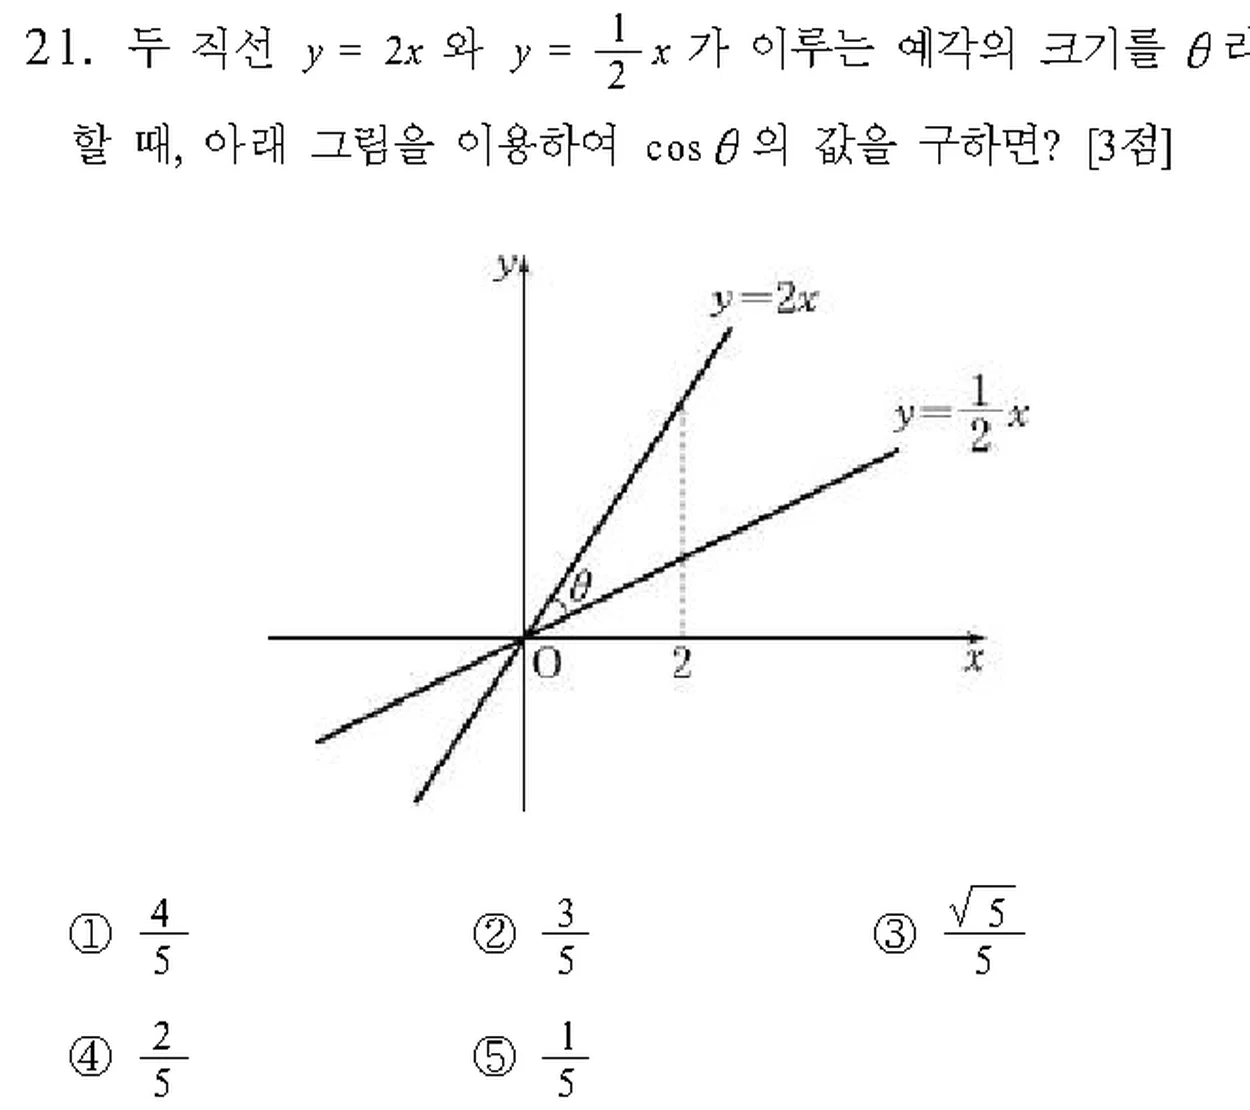 21. 두 직선 y = 2x 와 y = 1/2 x 가 이루는 예각의 크기를 θ라
할 때, 아래 그림을 이용하여 cos θ의 값을 구하면? [3점]
y
y=2x
y=1/2 x
θ
O 2 x
① 4/5 ② 3/5 ③ √5/5
④ 2/5 ⑤ 1/5